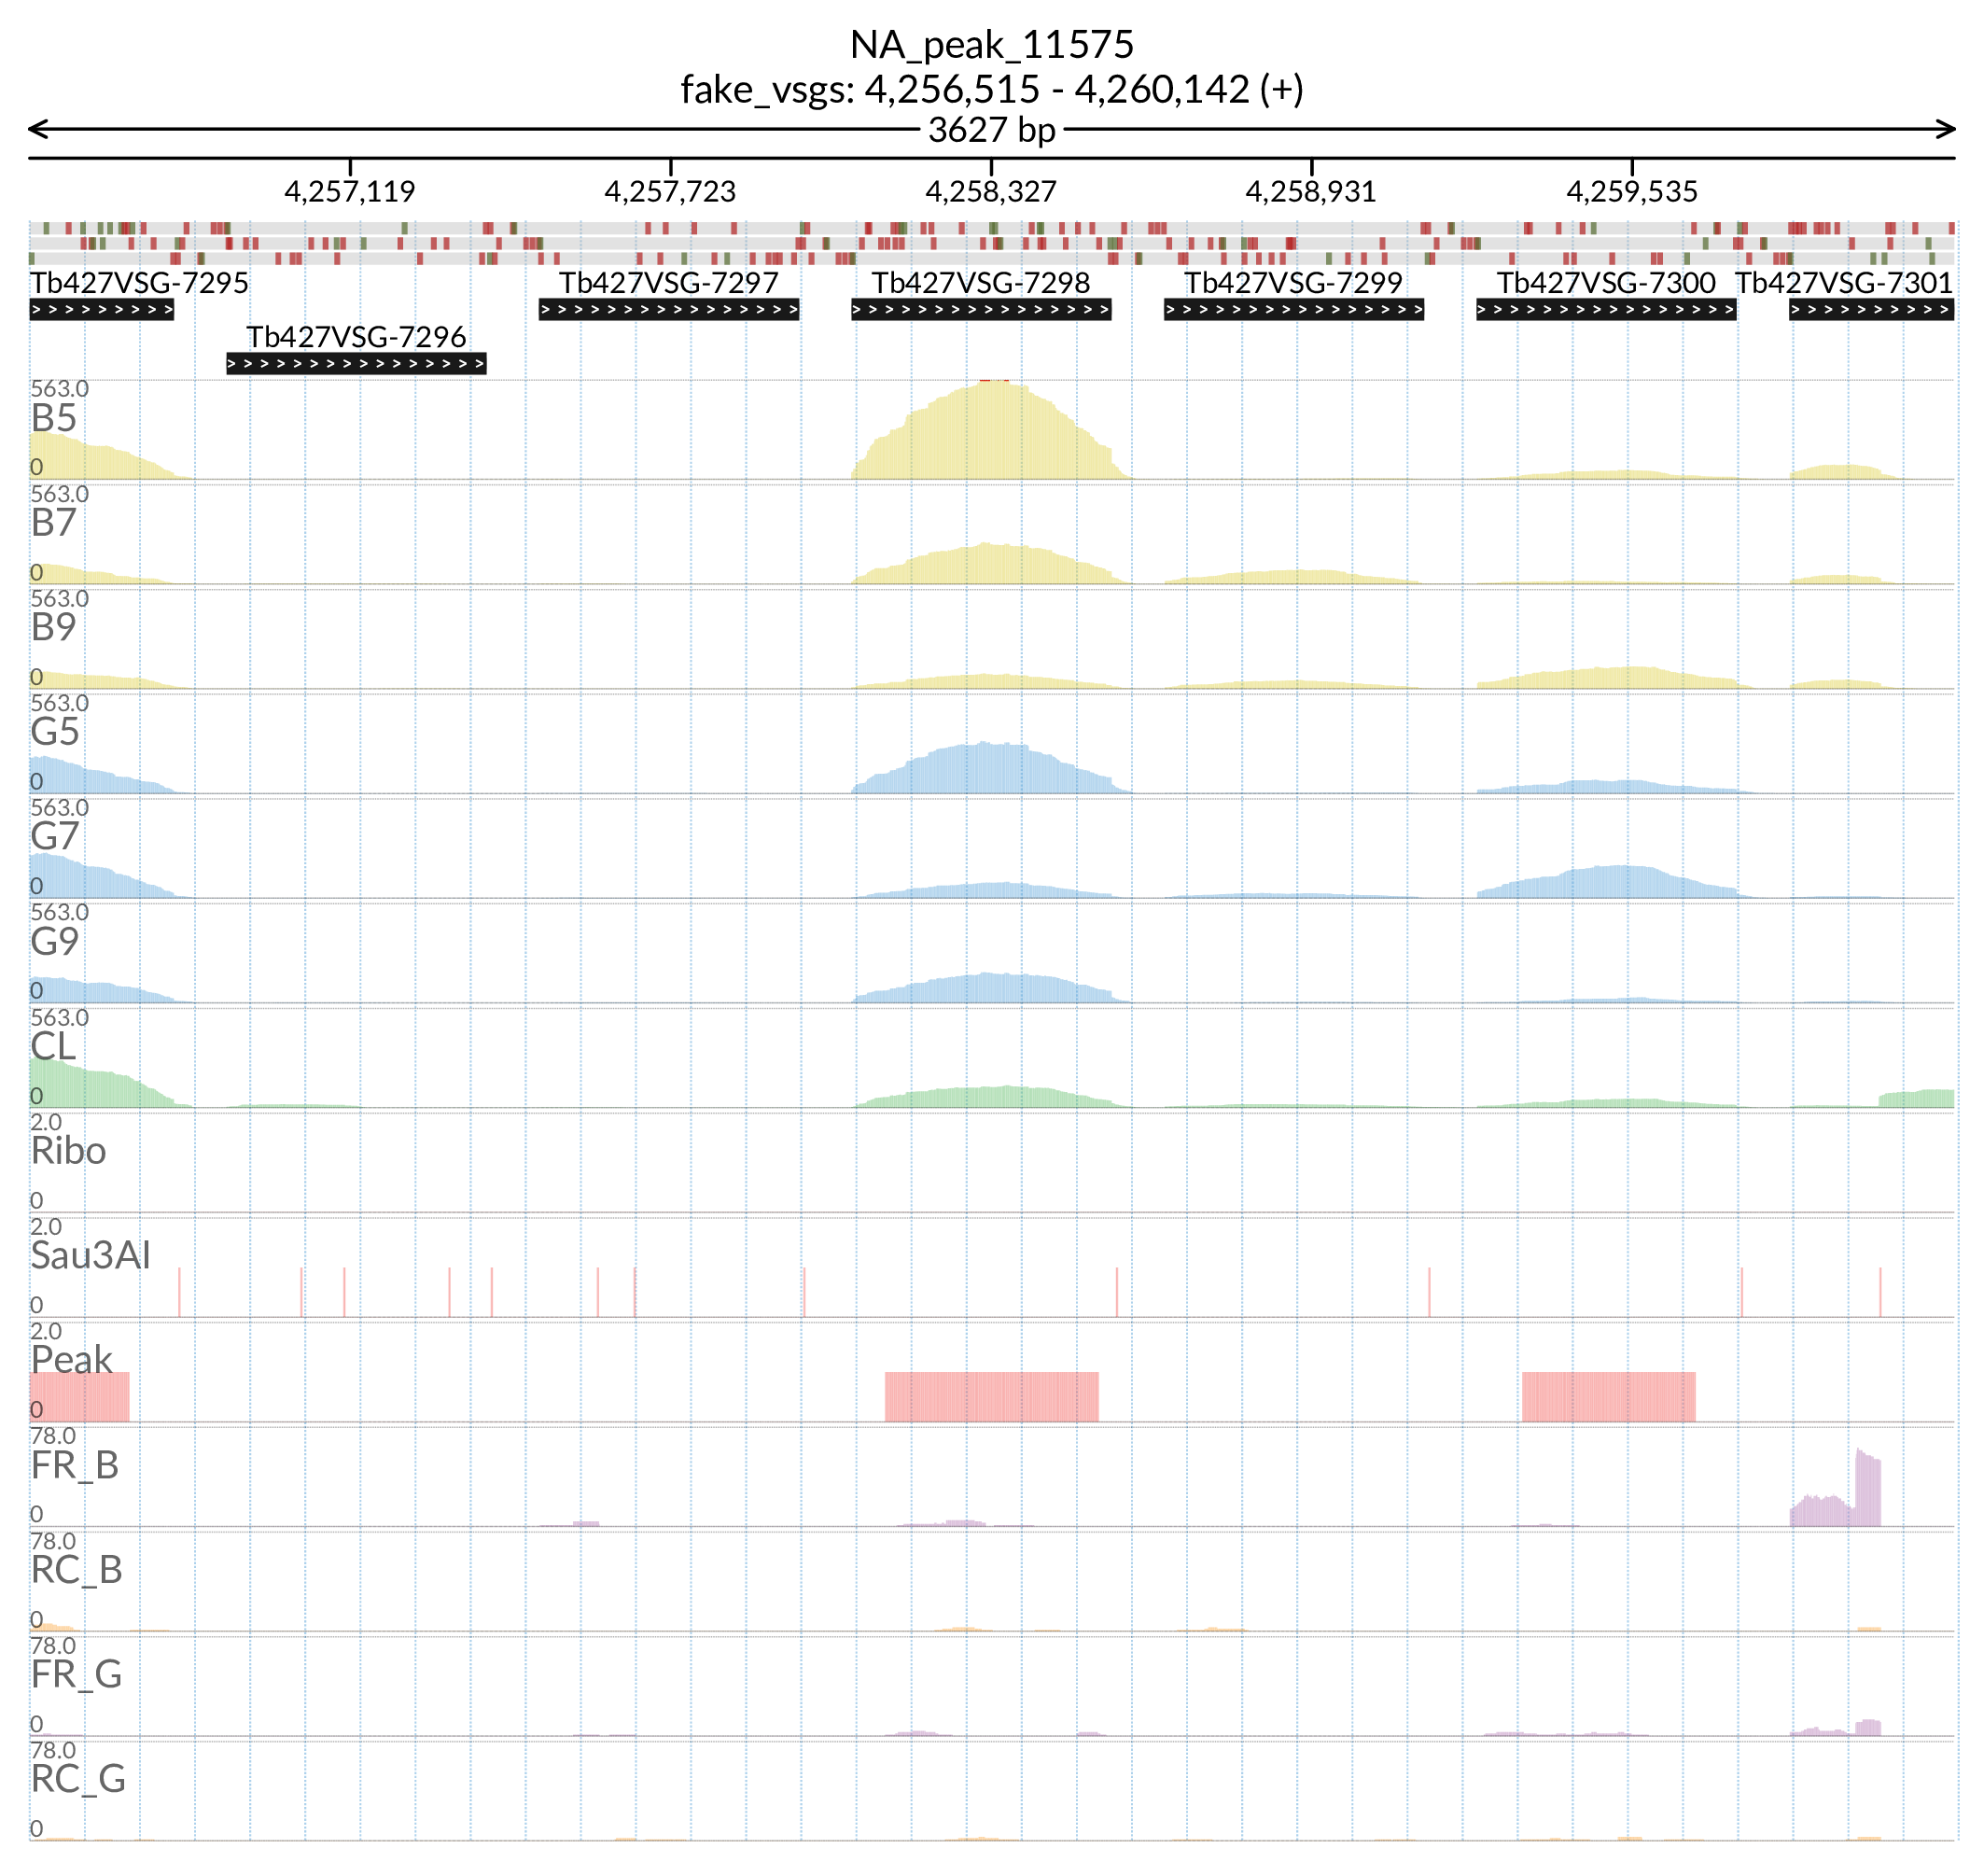 NA_peak_11575
fake_vsgs: 4,256,515 - 4,260,142 (+)
3627 bp
4,257,119 4,257,723 4,258,327 4,258,931 4,259,535
Tb427VSG-7295 Tb427VSG-7297 Tb427VSG-7298 Tb427VSG-7299 Tb427VSG-7300 Tb427VSG-7301
Tb427VSG-7296
563.0
B5
0
563.0
B7
0
563.0
B9
0
563.0
G5
0
563.0
G7
0
563.0
G9
0
563.0
CL
0
2.0
Ribo
0
2.0
Sau3AI
0
2.0
Peak
0
78.0
FR_B
0
78.0
RC_B
0
78.0
FR_G
0
78.0
RC_G
0